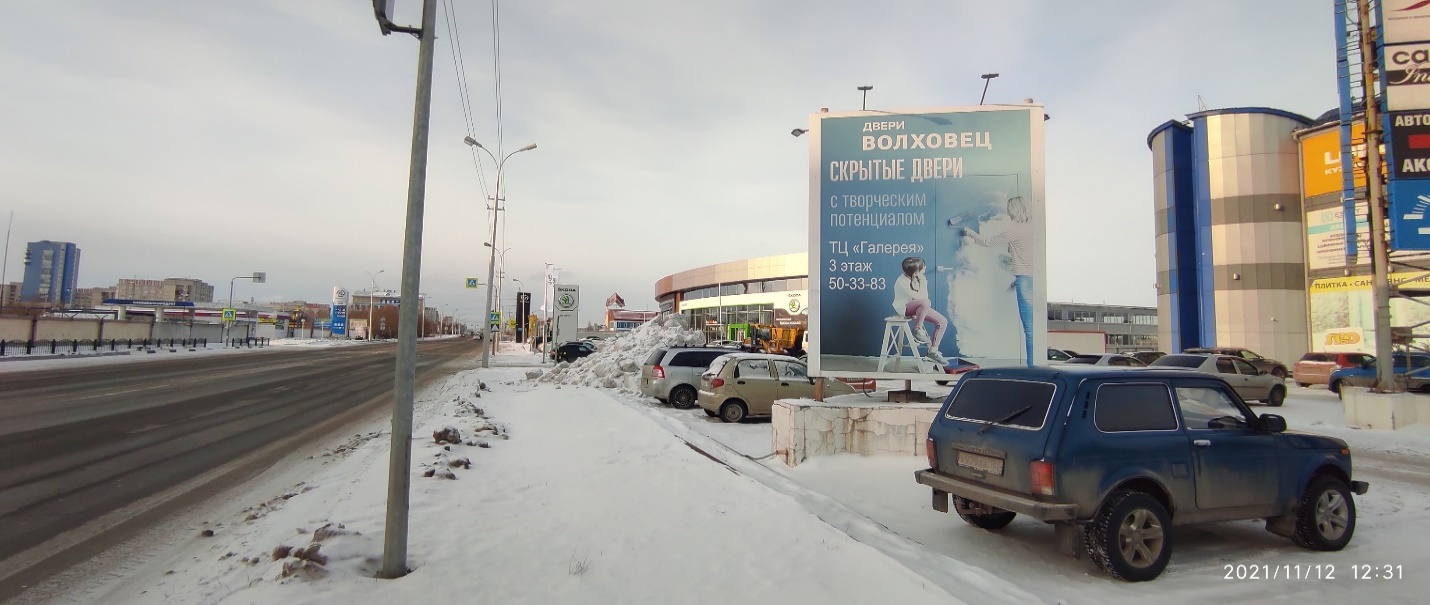 ДВЕРИ
ВОЛХОВЕЦ
СКРЫТЫЕ ДВЕРИ
с творческим
потенциалом
ТЦ «Галерея»
3 этаж
50-33-83
ŠKODA
ПЛИТКА
2021/11/12 12:31